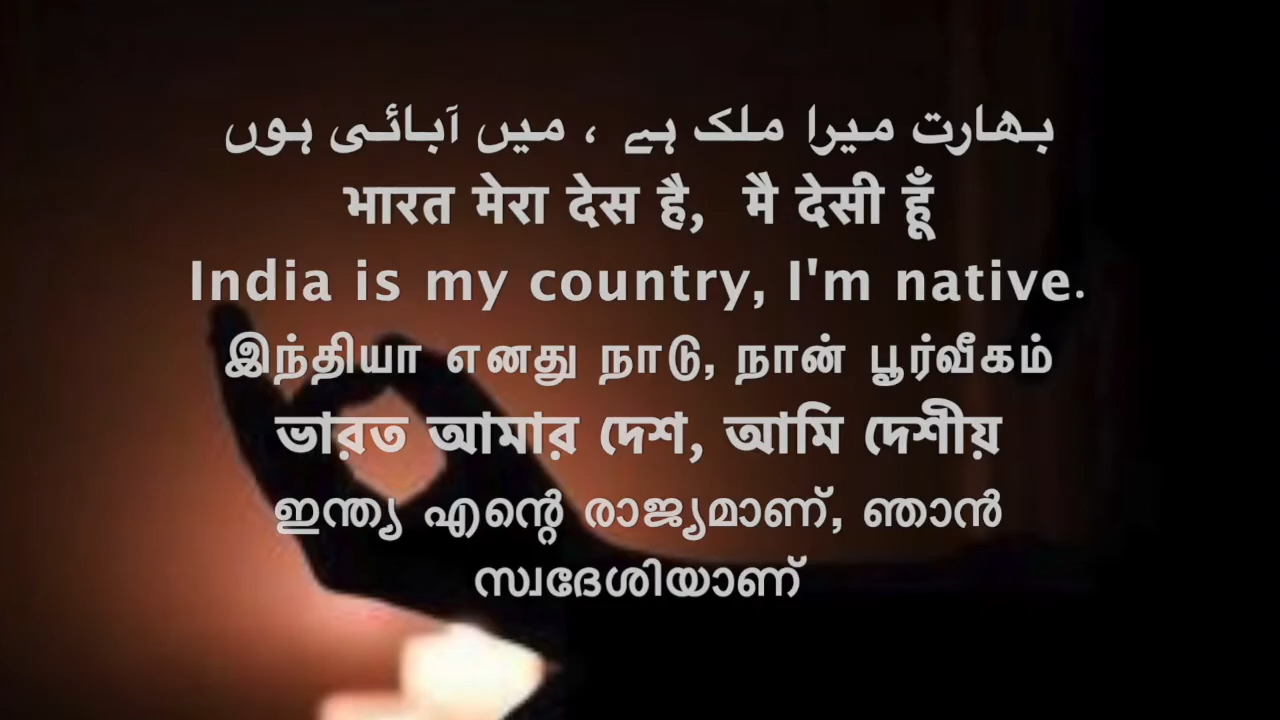 بھارت میرا ملک ہے ، میں آبائی ہوں
भारत मेरा देस है, मै देसी हूँ
India is my country, I'm native.
இந்தியா எனது நாடு, நான் பூர்வீகம்
ভারত আমার দেশ, আমি দেশীয়
ഇന്ത്യ എന്റെ രാജ്യമാണ്, ഞാൻ
സ്വദേശിയാണ്